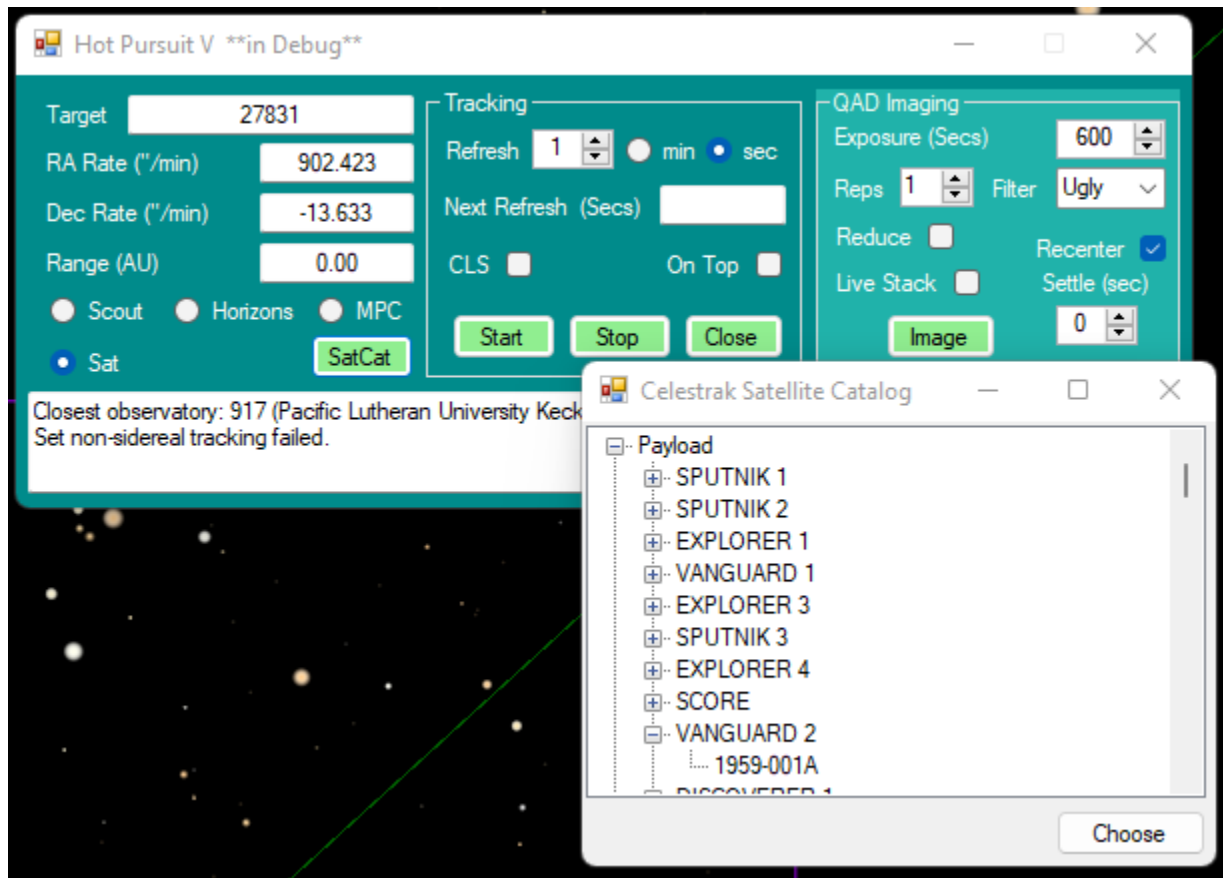 Hot Pursuit V **in Debug**
Target 27831
RA Rate ("/min) 902.423
Dec Rate ("/min) -13.633
Range (AU) 0.00
Scout Horizons MPC
Sat SatCat
Tracking
Refresh 1 min sec
Next Refresh (Secs)
CLS On Top
Start Stop Close
QAD Imaging
Exposure (Secs) 600
Reps 1 Filter Ugly
Reduce Recenter
Live Stack Settle (sec)
0
Image
Closest observatory: 917 (Pacific Lutheran University Keck
Set non-sidereal tracking failed.
Celestrak Satellite Catalog
Payload
SPUTNIK 1
SPUTNIK 2
EXPLORER 1
VANGUARD 1
EXPLORER 3
SPUTNIK 3
EXPLORER 4
SCORE
VANGUARD 2
1959-001A
DISCOVERER 1
Choose